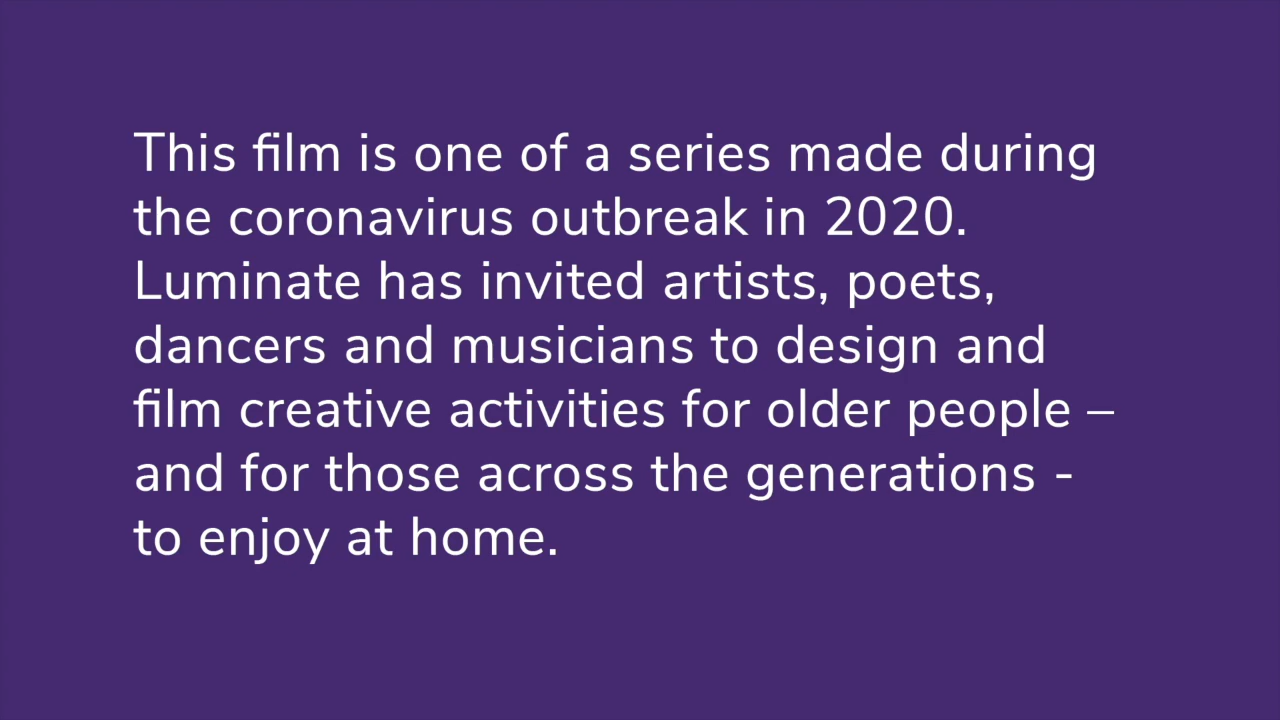 This film is one of a series made during
the coronavirus outbreak in 2020.
Luminate has invited artists, poets,
dancers and musicians to design and
film creative activities for older people –
and for those across the generations -
to enjoy at home.